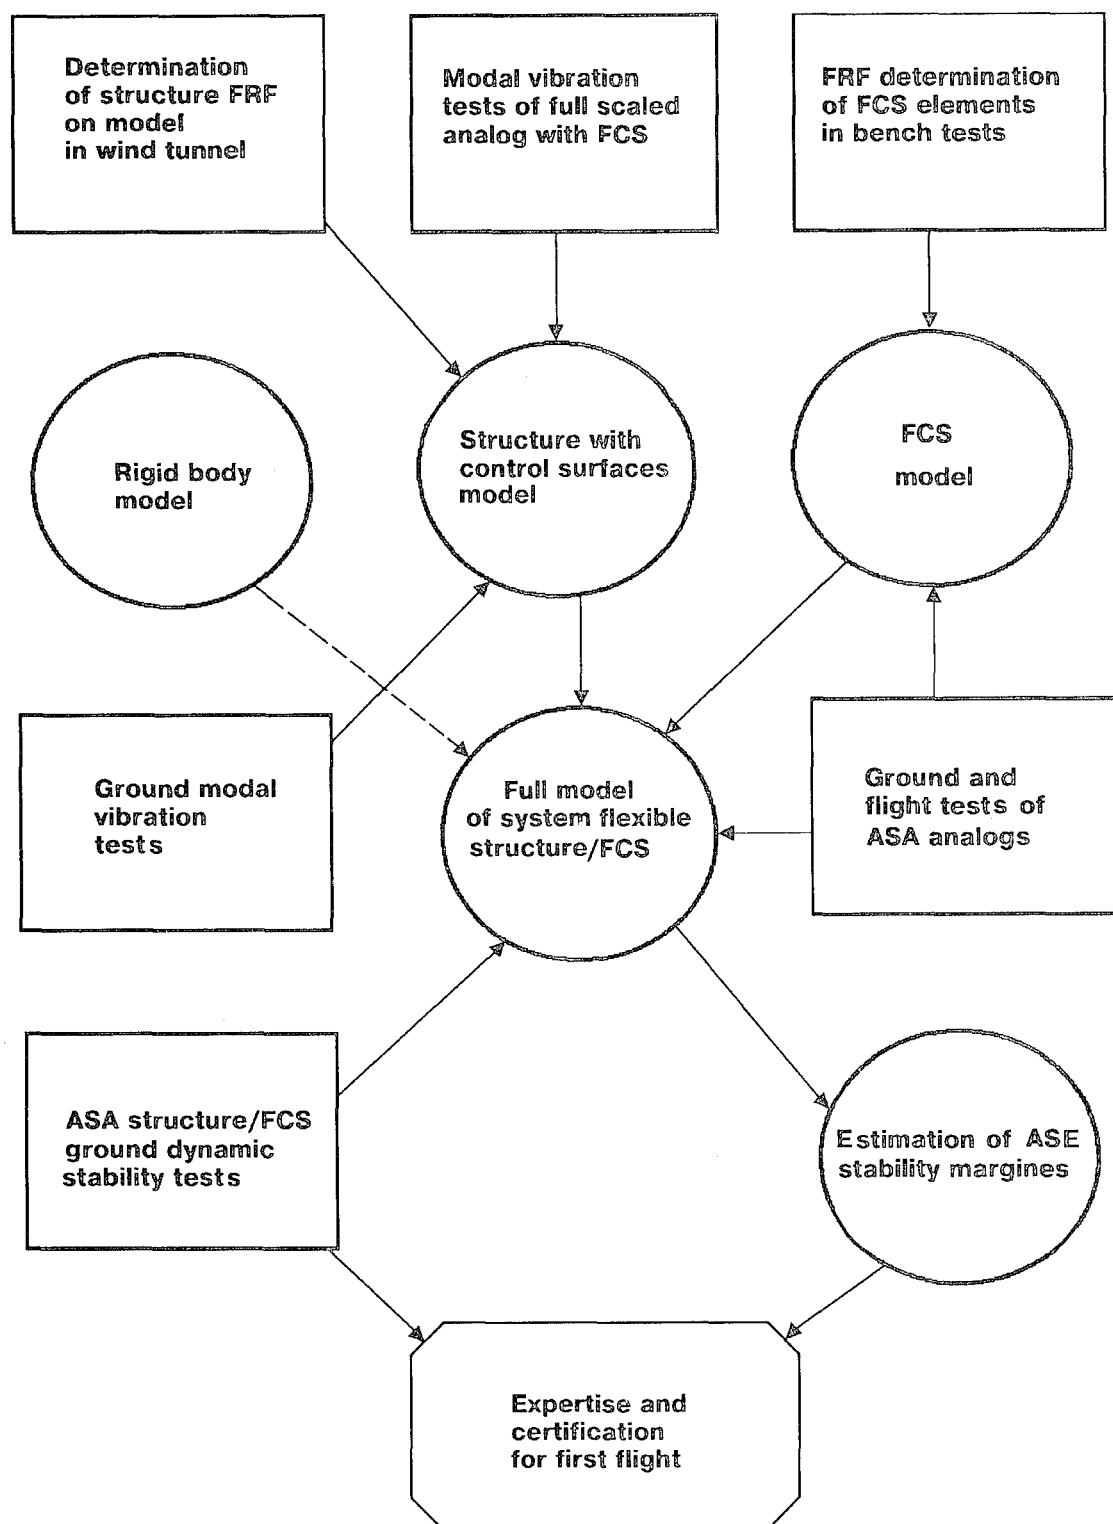 Determination
of structure FRF
on model
in wind tunnel
Modal vibration
tests of full scaled
analog with FCS
FRF determination
of FCS elements
in bench tests
Rigid body
model
Structure with
control surfaces
model
FCS
model
Ground modal
vibration
tests
Full model
of system flexible
structure/FCS
Ground and
flight tests of
ASA analogs
ASA structure/FCS
ground dynamic
stability tests
Estimation of ASE
stability margines
Expertise and
certification
for first flight